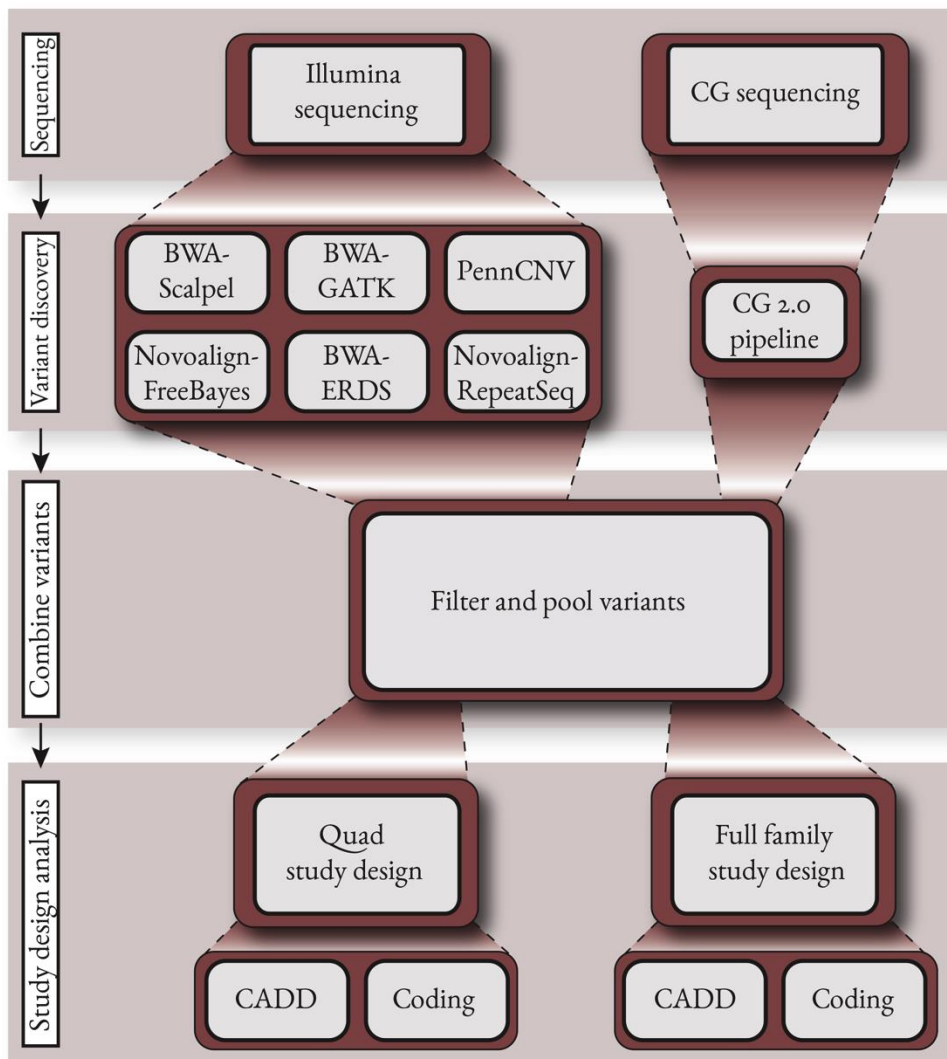 Sequencing
Illumina
sequencing
CG sequencing
Variant discovery
BWA-
Scalpel
BWA-
GATK
PennCNV
Novoalign-
FreeBayes
BWA-
ERDS
Novoalign-
RepeatSeq
CG 2.0
pipeline
Combine variants
Filter and pool variants
Study design analysis
Quad
study design
Full family
study design
CADD
Coding
CADD
Coding